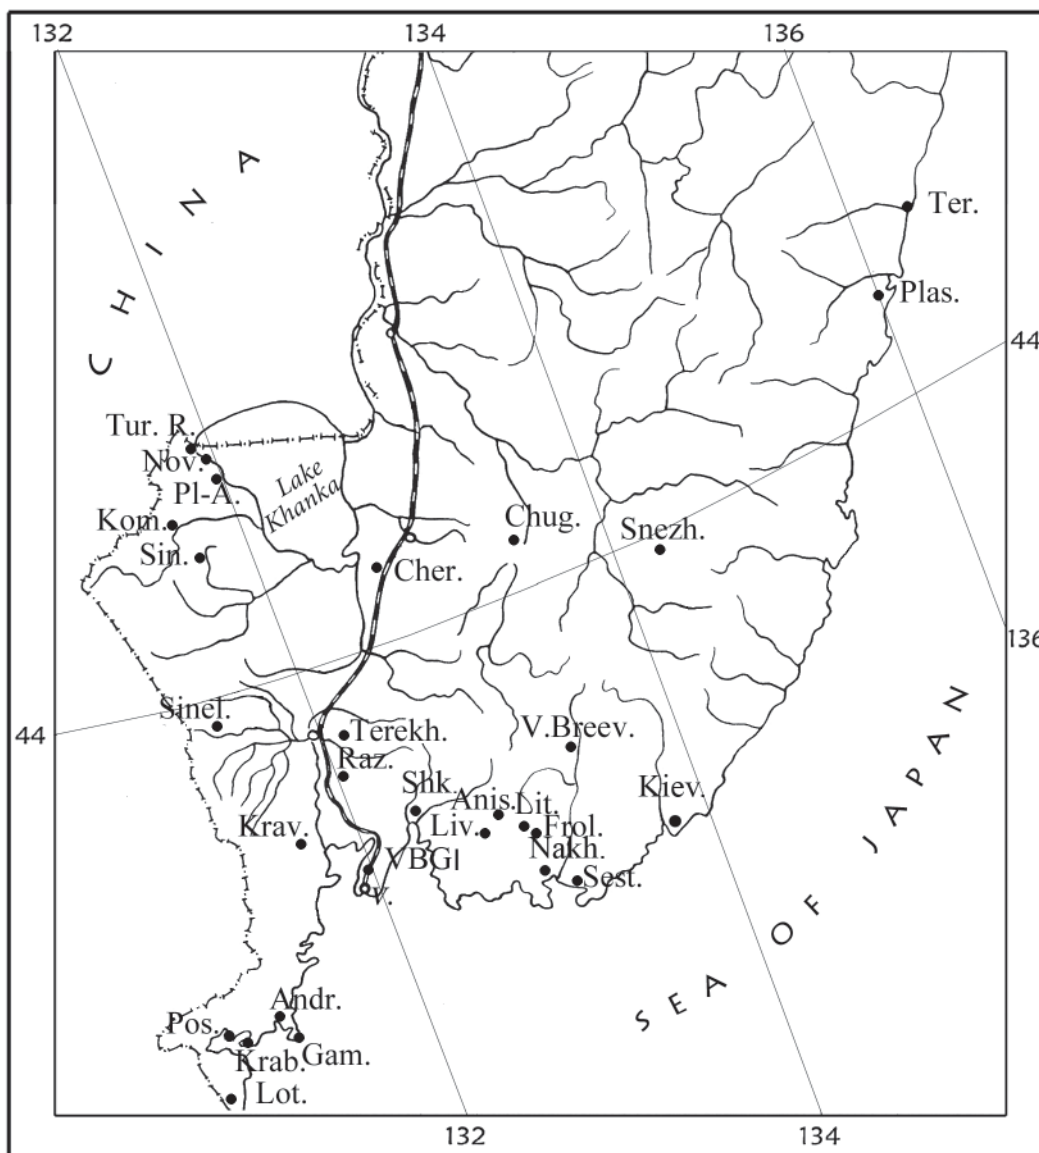 132 134 136
CHINA
Ter.
Plas.
44
Tur. R.
Nov.
Pl-A.
Lake
Khanka
Kom.
Sin.
Chug.
Snezh.
Cher.
136
Sinel.
44
Terekh.
V.Breev.
Raz.
Shk.
Anis.
Lit.
Kiev.
Liv.
Frol.
Krav.
Nakh.
VBGI
Sest.
V.
SEA OF JAPAN
Andr.
Pos.
Krab.
Gam.
Lot.
132 134